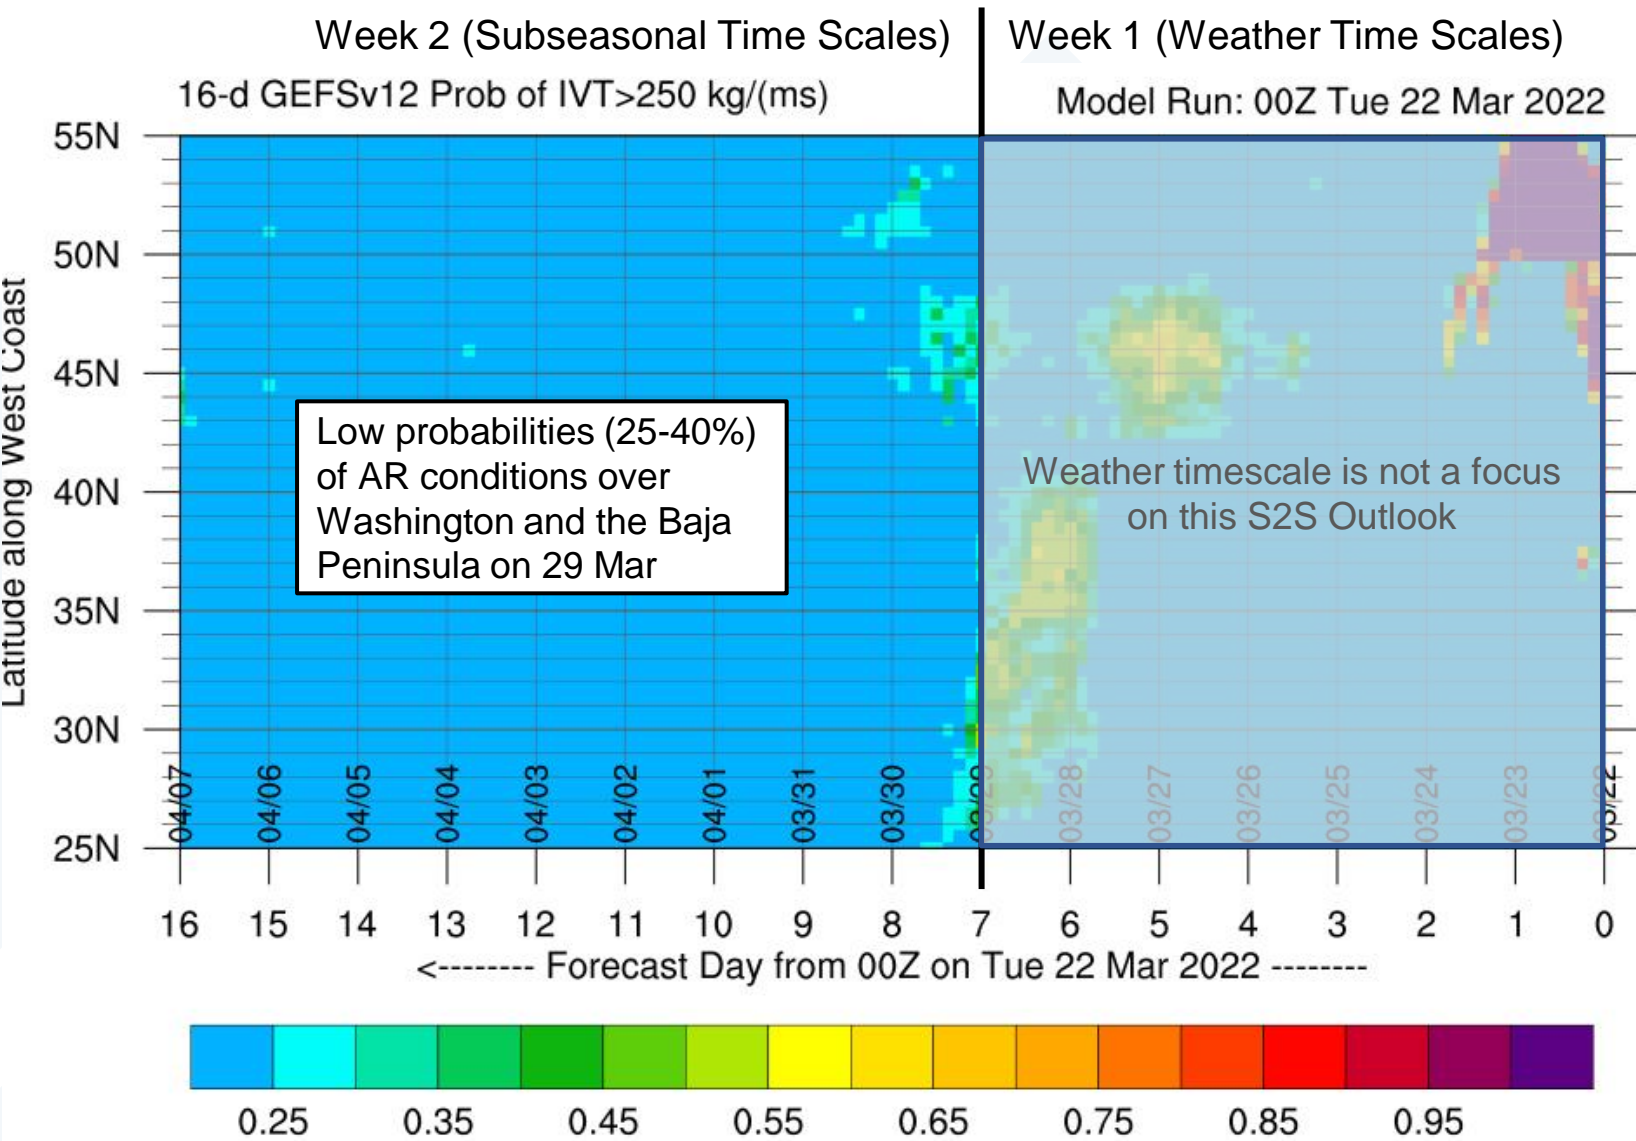 Week 2 (Subseasonal Time Scales)
Week 1 (Weather Time Scales)
16-d GEFSv12 Prob of IVT>250 kg/(ms)
Model Run: 00Z Tue 22 Mar 2022
55N
50N
45N
40N
35N
30N
25N
Latitude along West Coast
Low probabilities (25-40%)
of AR conditions over
Washington and the Baja
Peninsula on 29 Mar
Weather timescale is not a focus
on this S2S Outlook
04/07
04/06
04/05
04/04
04/03
04/02
04/01
03/31
03/30
03/29
03/28
03/27
03/26
03/25
03/24
03/23
03/22
16 15 14 13 12 11 10 9 8 7 6 5 4 3 2 1 0
<-------- Forecast Day from 00Z on Tue 22 Mar 2022 --------
0.25 0.35 0.45 0.55 0.65 0.75 0.85 0.95